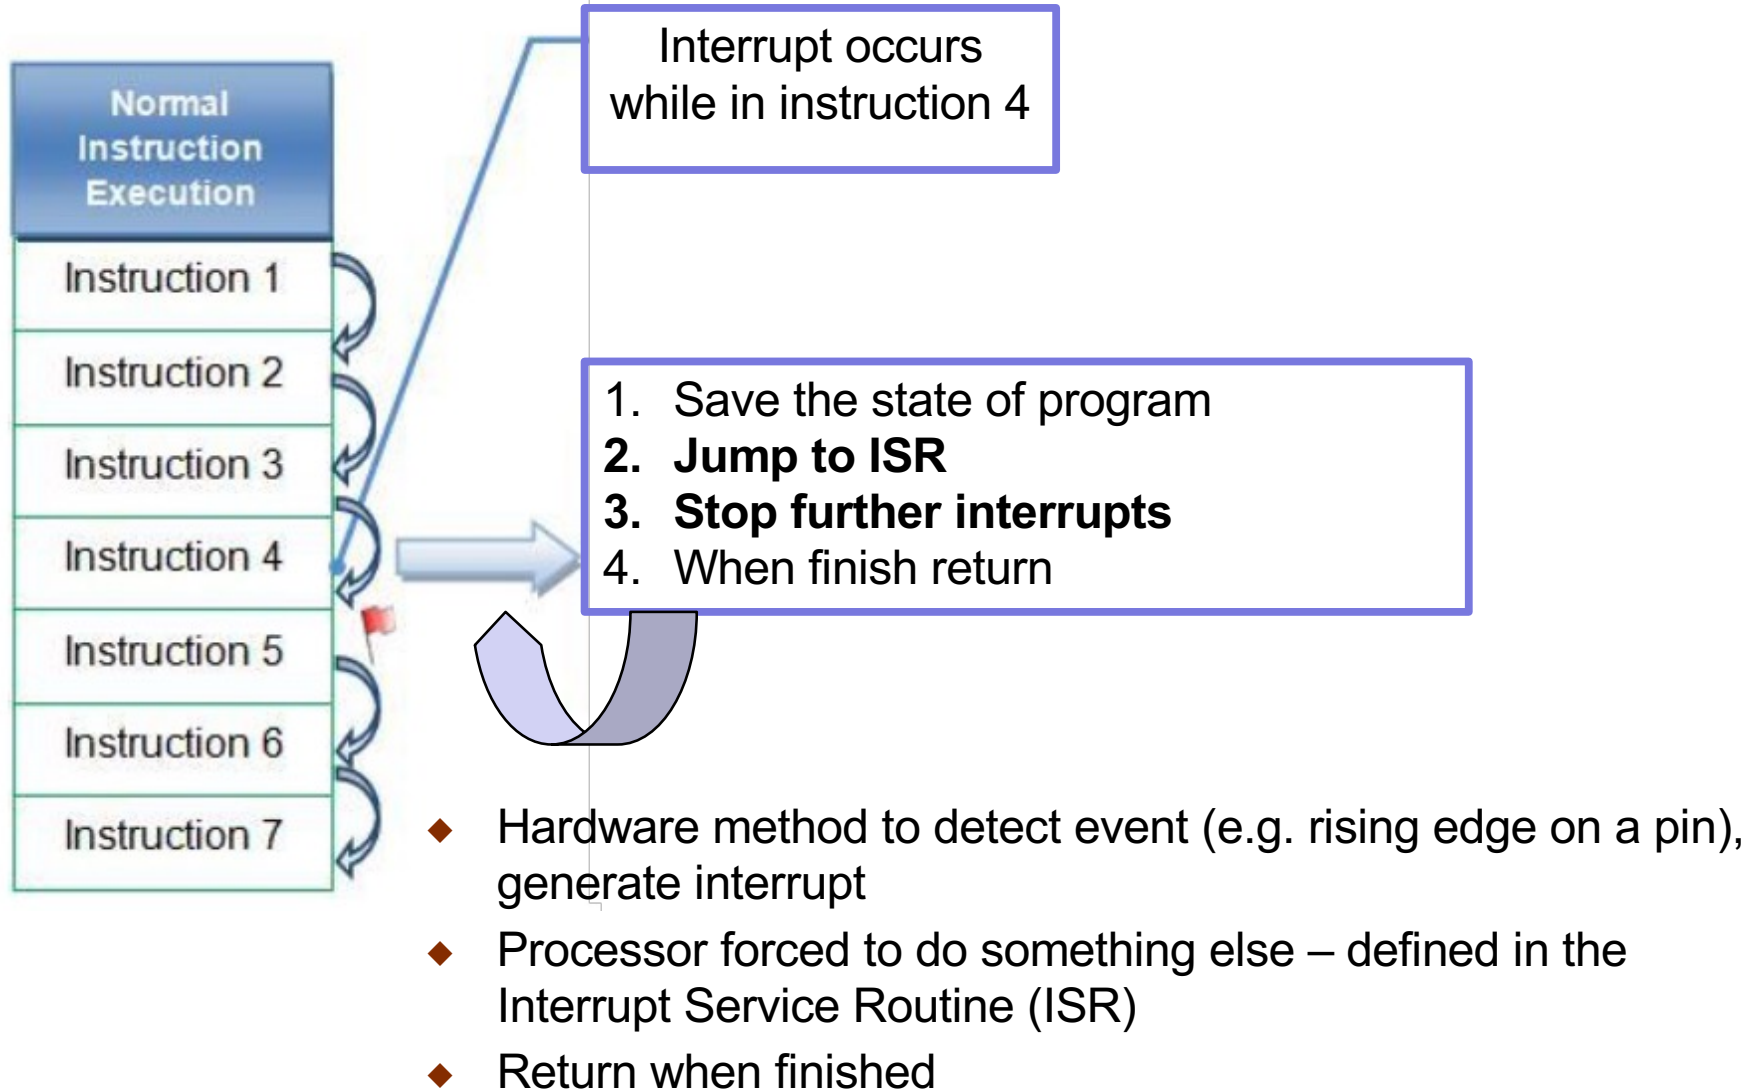 Interrupt occurs
while in instruction 4
Normal
Instruction
Execution
Instruction 1
Instruction 2
Instruction 3
Instruction 4
Instruction 5
Instruction 6
Instruction 7
1. Save the state of program
2. Jump to ISR
3. Stop further interrupts
4. When finish return
◆ Hardware method to detect event (e.g. rising edge on a pin),
generate interrupt
◆ Processor forced to do something else – defined in the
Interrupt Service Routine (ISR)
◆ Return when finished